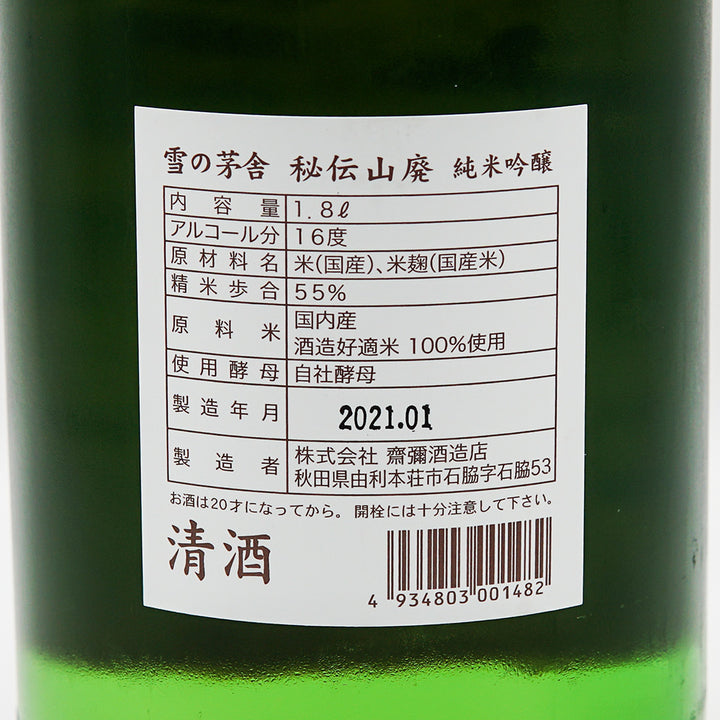 雪の茅舎 秘伝山廃 純米吟醸
内容量 1.8ℓ
アルコール分 16度
原材料名 米(国産)、米麹(国産米)
精米歩合 55%
原料米 国内産
酒造好適米 100%使用
使用酵母 自社酵母
製造年月 2021.01
製造者 株式会社 齋彌酒造店
秋田県由利本荘市石脇字石脇53
お酒は20才になってから。開栓には十分注意して下さい。
清酒
4 934803 001482